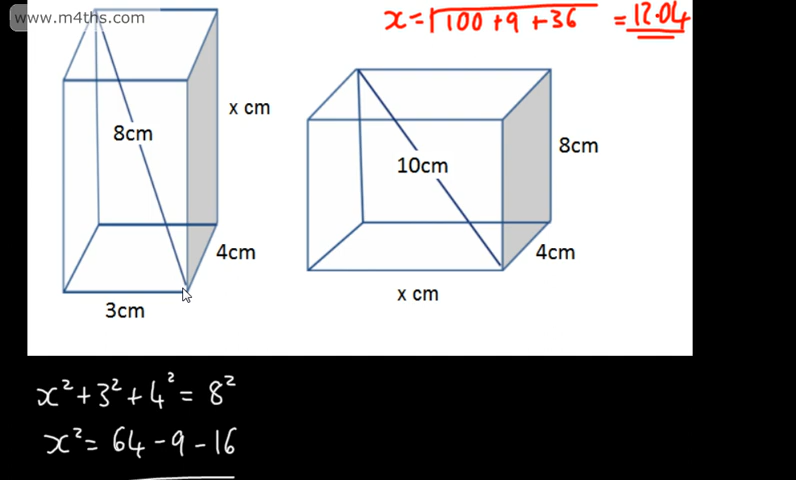 www.m4ths.com
x = √100 + 9 + 36 = 12.04
8cm
x cm
4cm
3cm
10cm
8cm
4cm
x cm
x² + 3² + 4² = 8²
x² = 64 - 9 - 16